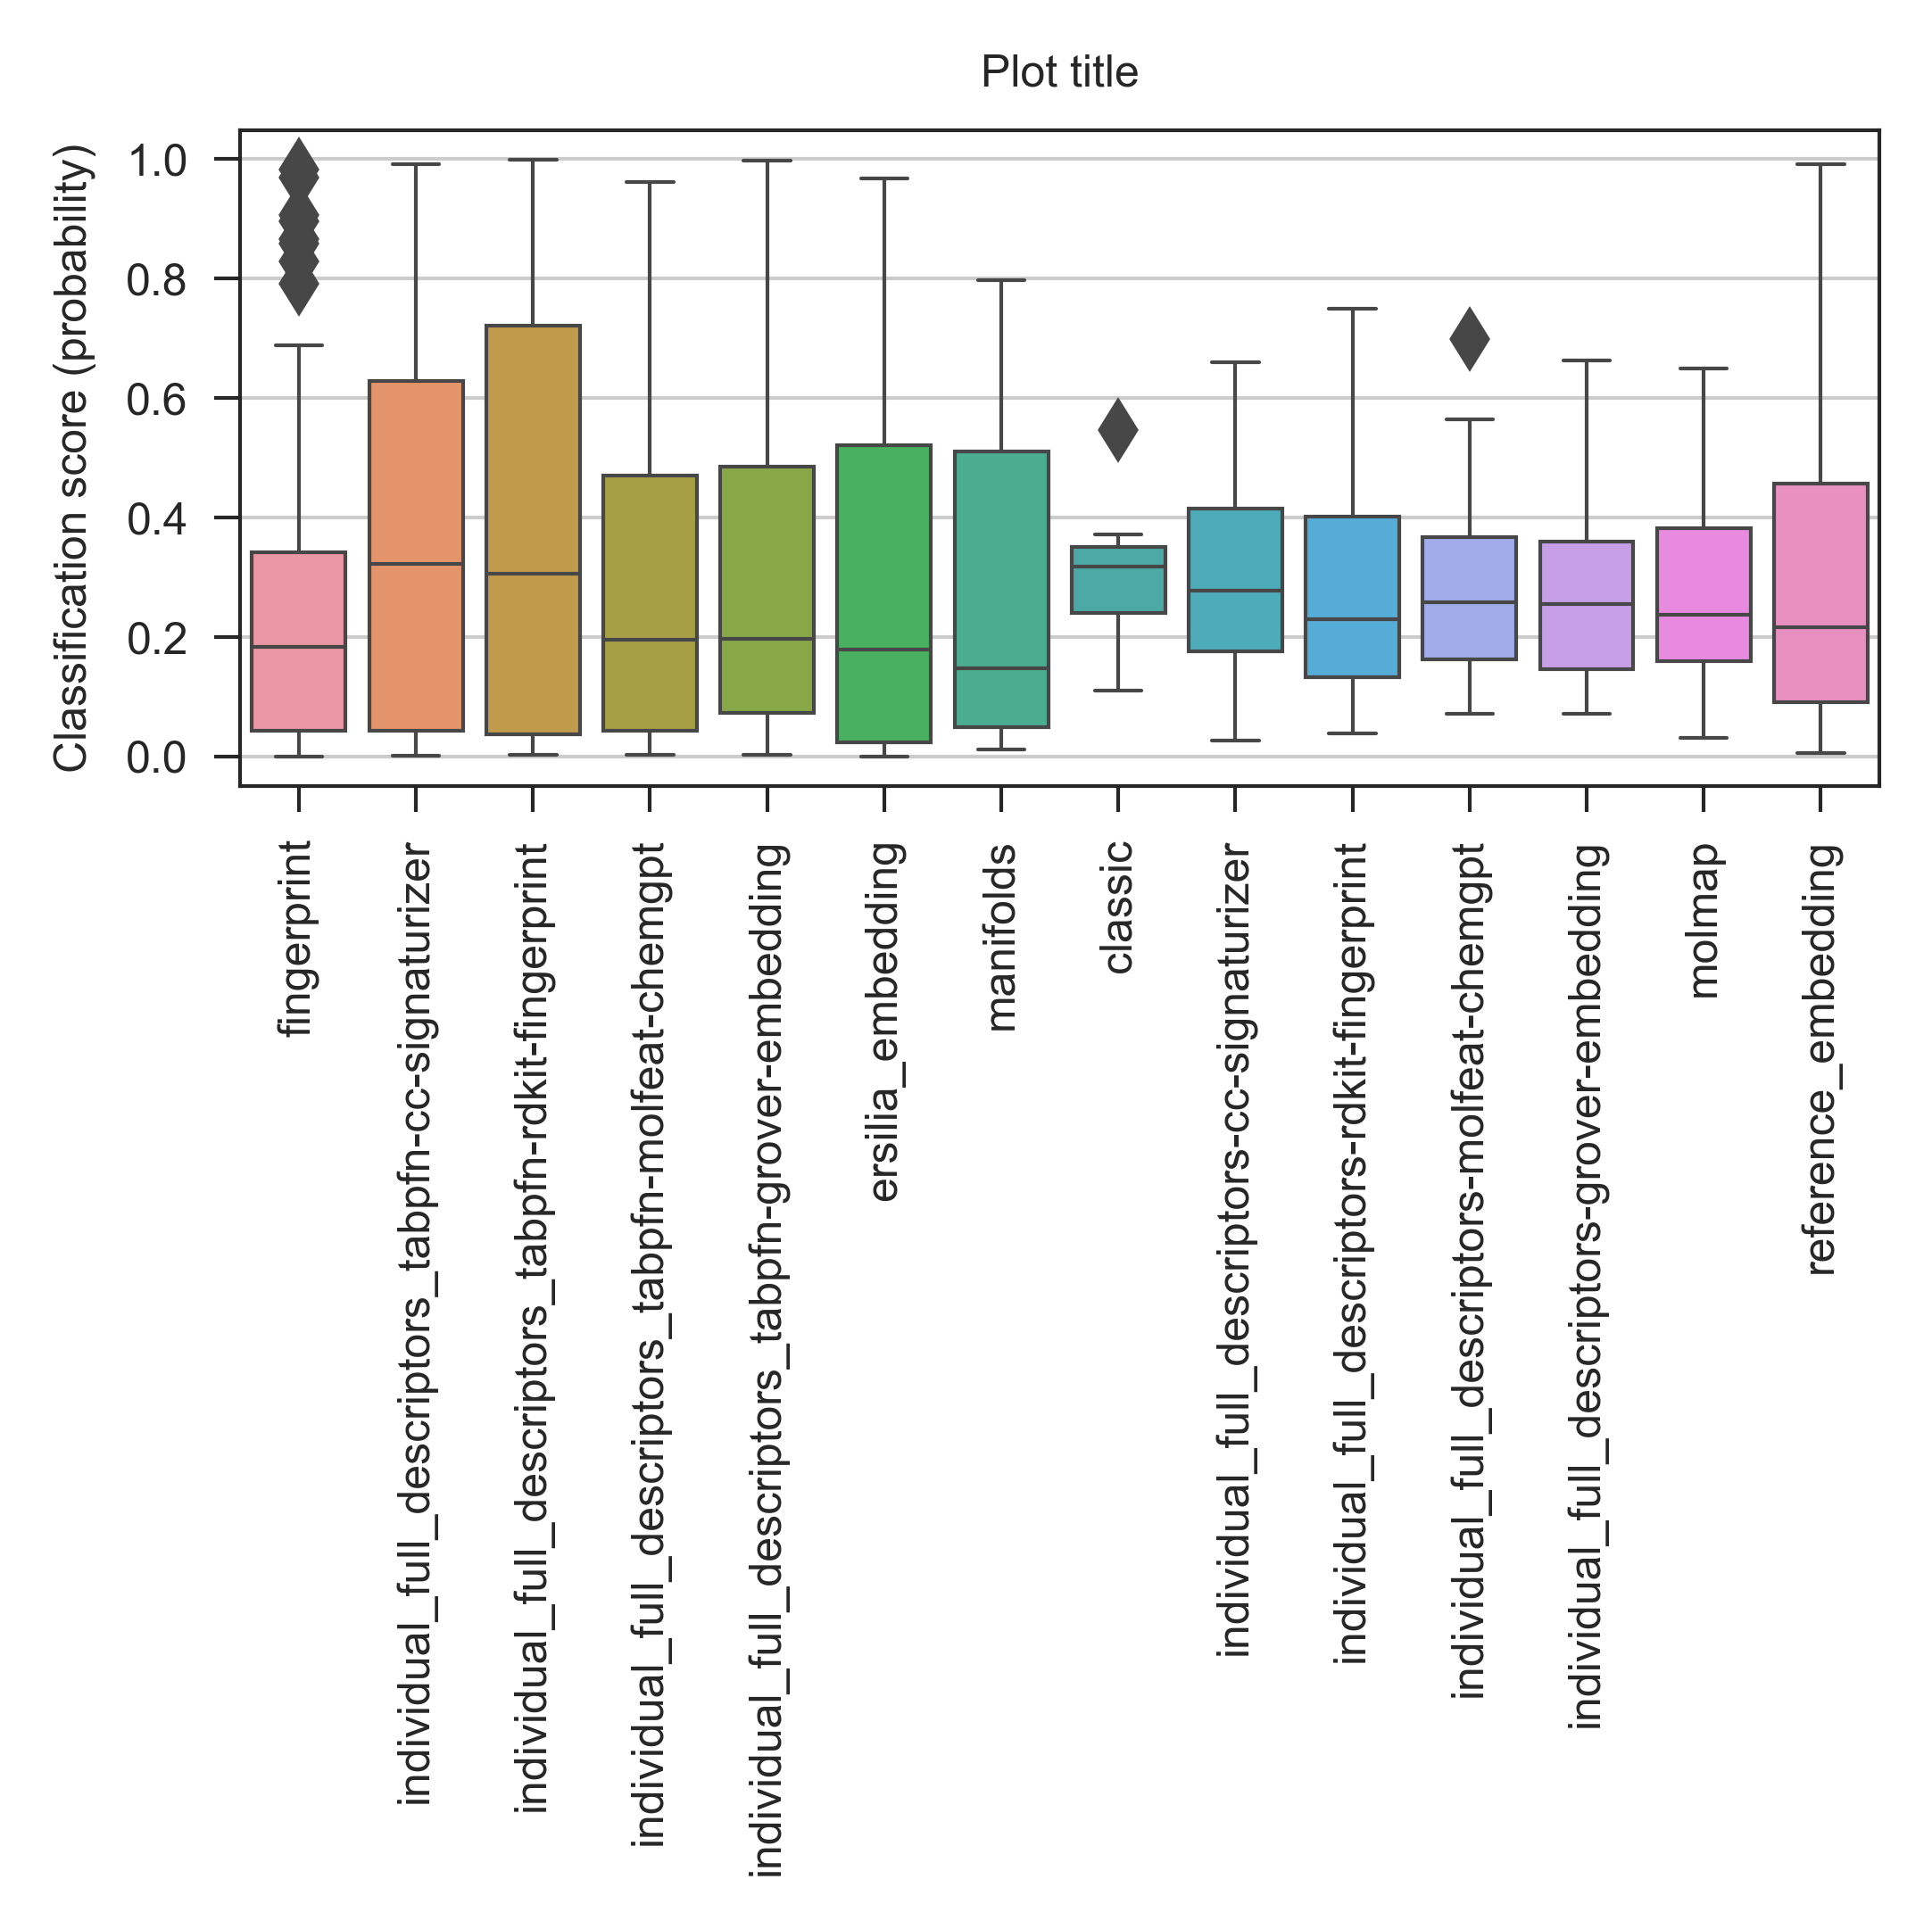 Plot title
Classification score (probability)
1.0
0.8
0.6
0.4
0.2
0.0
fingerprint
individual_full_descriptors_tabpfn-cc-signaturizer
individual_full_descriptors_tabpfn-rdkit-fingerprint
individual_full_descriptors_tabpfn-molfeat-chemgpt
individual_full_descriptors_tabpfn-grover-embedding
ersilia_embedding
manifolds
classic
individual_full_descriptors-cc-signaturizer
individual_full_descriptors-rdkit-fingerprint
individual_full_descriptors-molfeat-chemgpt
individual_full_descriptors-grover-embedding
molmap
reference_embedding